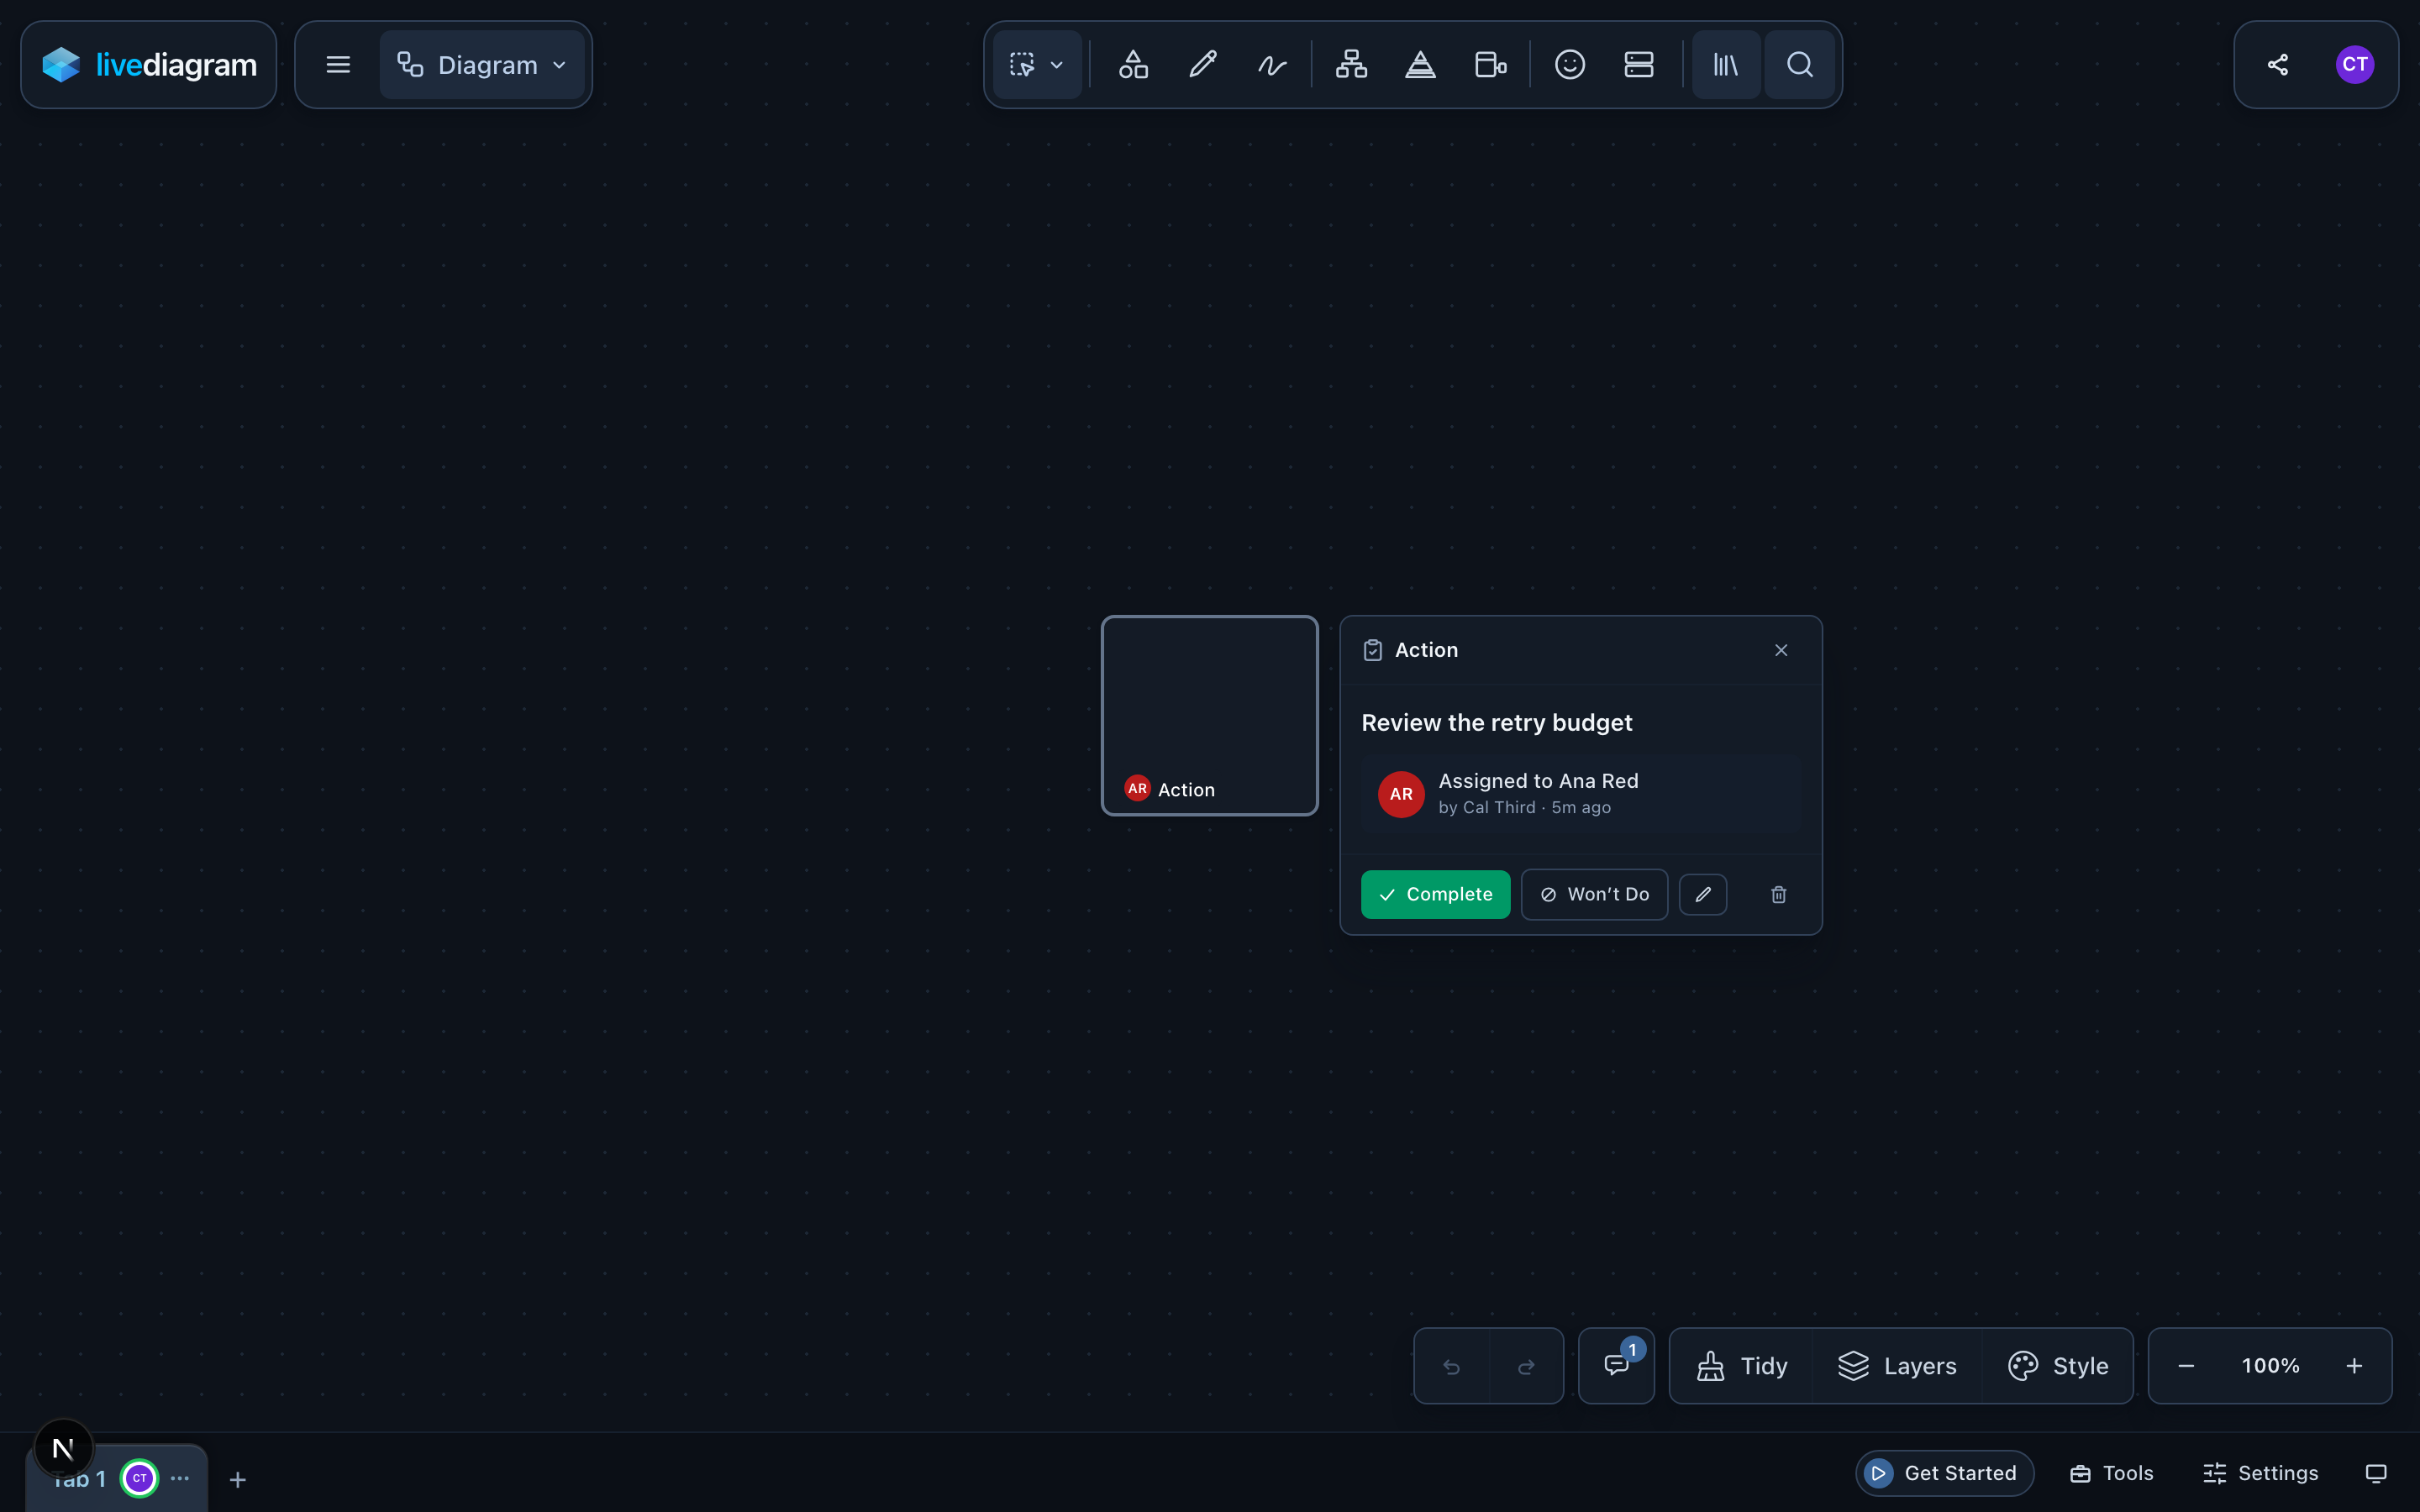 livediagram
Diagram
CT
Action
Review the retry budget
AR
Assigned to Ana Red
by Cal Third · 5m ago
AR Action
Complete
Won’t Do
1
Tidy
Layers
Style
100%
N
Tab 1
CT
Get Started
Tools
Settings